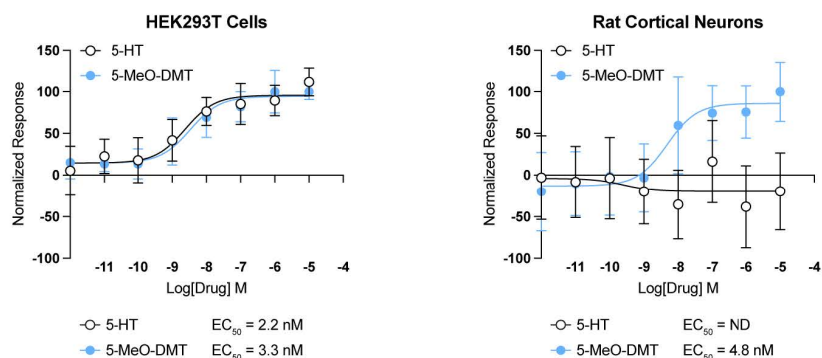 HEK293T Cells
5-HT
5-MeO-DMT
Normalized Response
150
100
50
0
-50
-100
-11 -10 -9 -8 -7 -6 -5 -4
Log[Drug] M
5-HT EC50 = 2.2 nM
5-MeO-DMT EC50 = 3.3 nM
Rat Cortical Neurons
5-HT
5-MeO-DMT
Normalized Response
150
100
50
0
-50
-100
-11 -10 -9 -8 -7 -6 -5 -4
Log[Drug] M
5-HT EC50 = ND
5-MeO-DMT EC50 = 4.8 nM